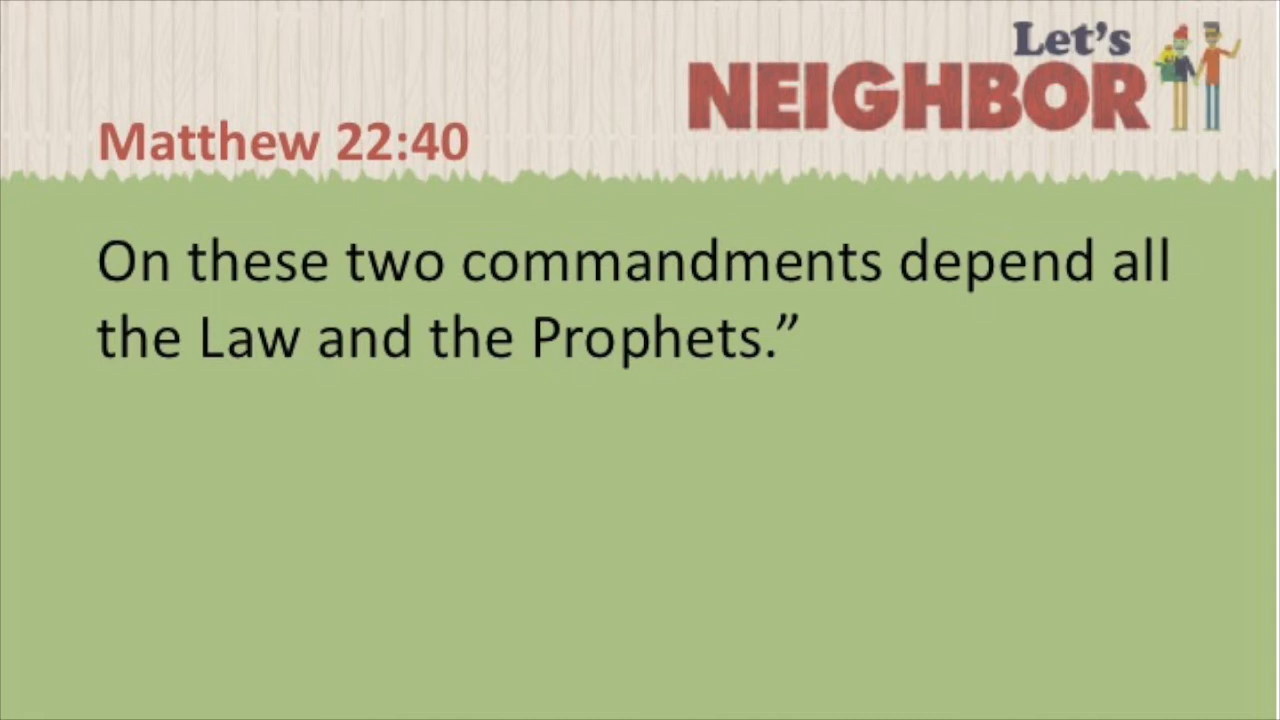 Let's
NEIGHBOR
Matthew 22:40
On these two commandments depend all
the Law and the Prophets.”